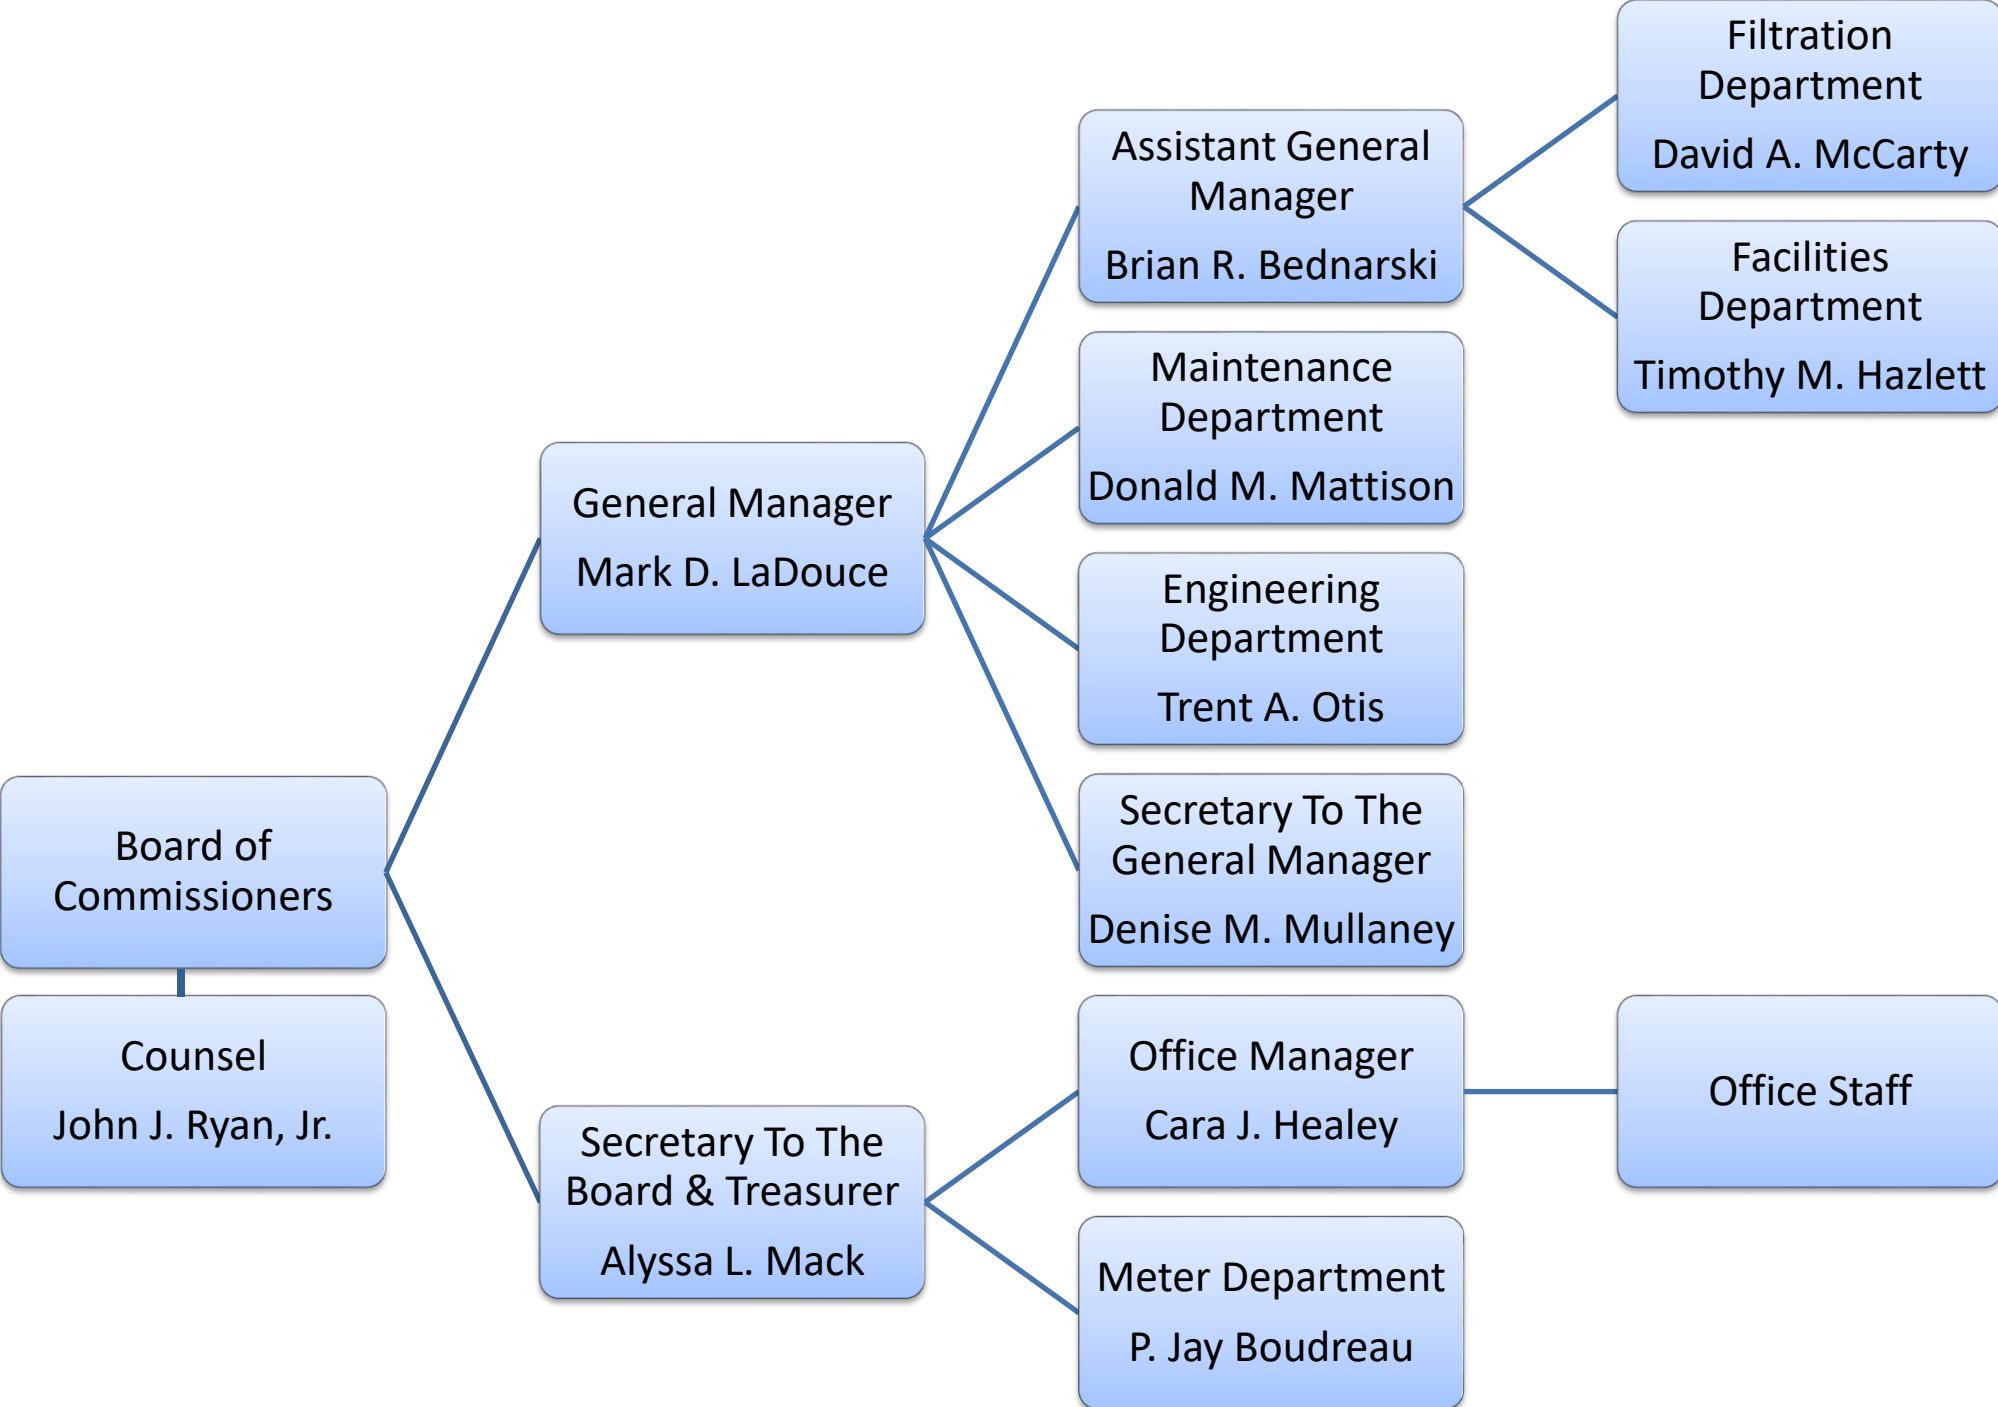 Board of
Commissioners
Counsel
John J. Ryan, Jr.
General Manager
Mark D. LaDouce
Assistant General
Manager
Brian R. Bednarski
Filtration
Department
David A. McCarty
Facilities
Department
Timothy M. Hazlett
Maintenance
Department
Donald M. Mattison
Engineering
Department
Trent A. Otis
Secretary To The
General Manager
Denise M. Mullaney
Secretary To The
Board & Treasurer
Alyssa L. Mack
Office Manager
Cara J. Healey
Office Staff
Meter Department
P. Jay Boudreau